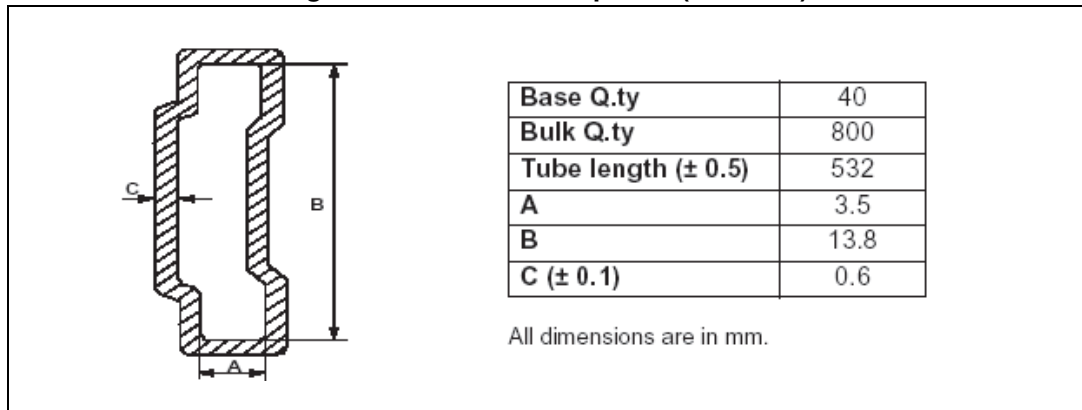 C
B
A
Base Q.ty 40
Bulk Q.ty 800
Tube length (± 0.5) 532
A 3.5
B 13.8
C (± 0.1) 0.6
All dimensions are in mm.